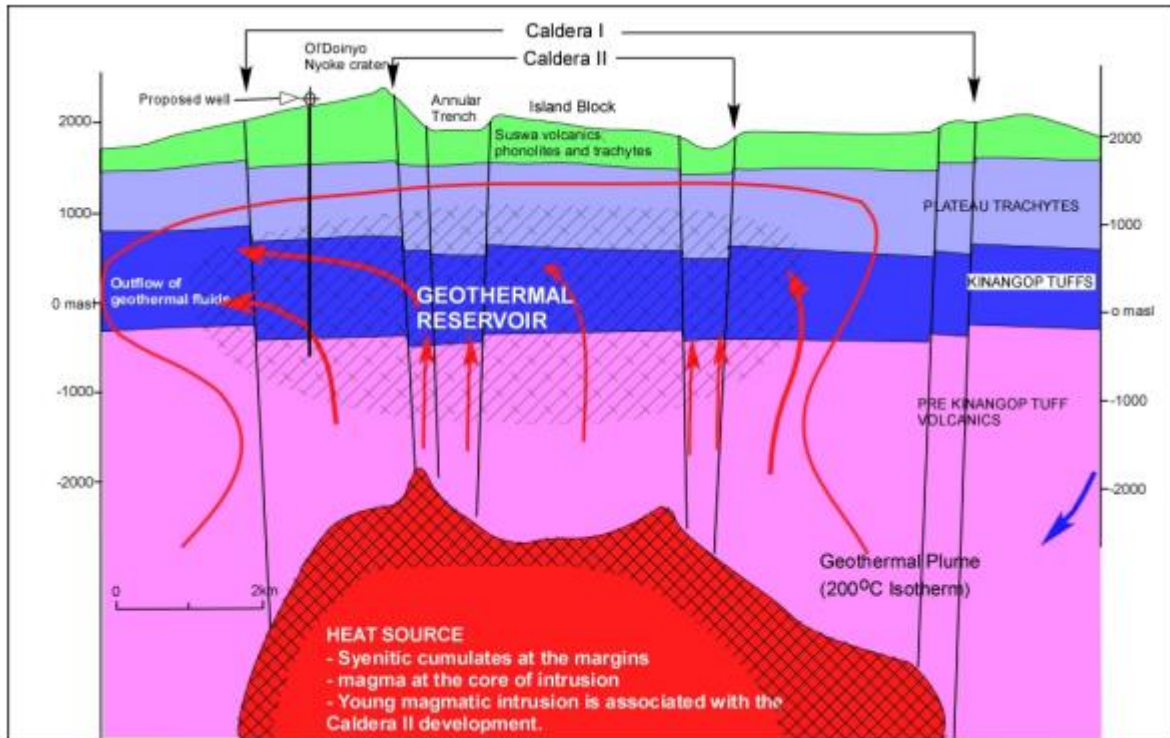 Caldera I
Ol'Doinyo
Nyoke crater
Caldera II
Proposed well
Annular
Trench
Island Block
2000
2000
Suswa volcanics,
phonolites and trachytes
1000
PLATEAU TRACHYTES
1000
Outflow of
geothermal fluids
KINANGOP TUFFS
0 masl
GEOTHERMAL
RESERVOIR
0 masl
-1000
PRE KINANGOP TUFF
VOLCANICS
-1000
-2000
-2000
Geothermal Plume
(200°C Isotherm)
0
2km
HEAT SOURCE
- Syenitic cumulates at the margins
- magma at the core of intrusion
- Young magmatic intrusion is associated with the
Caldera II development.